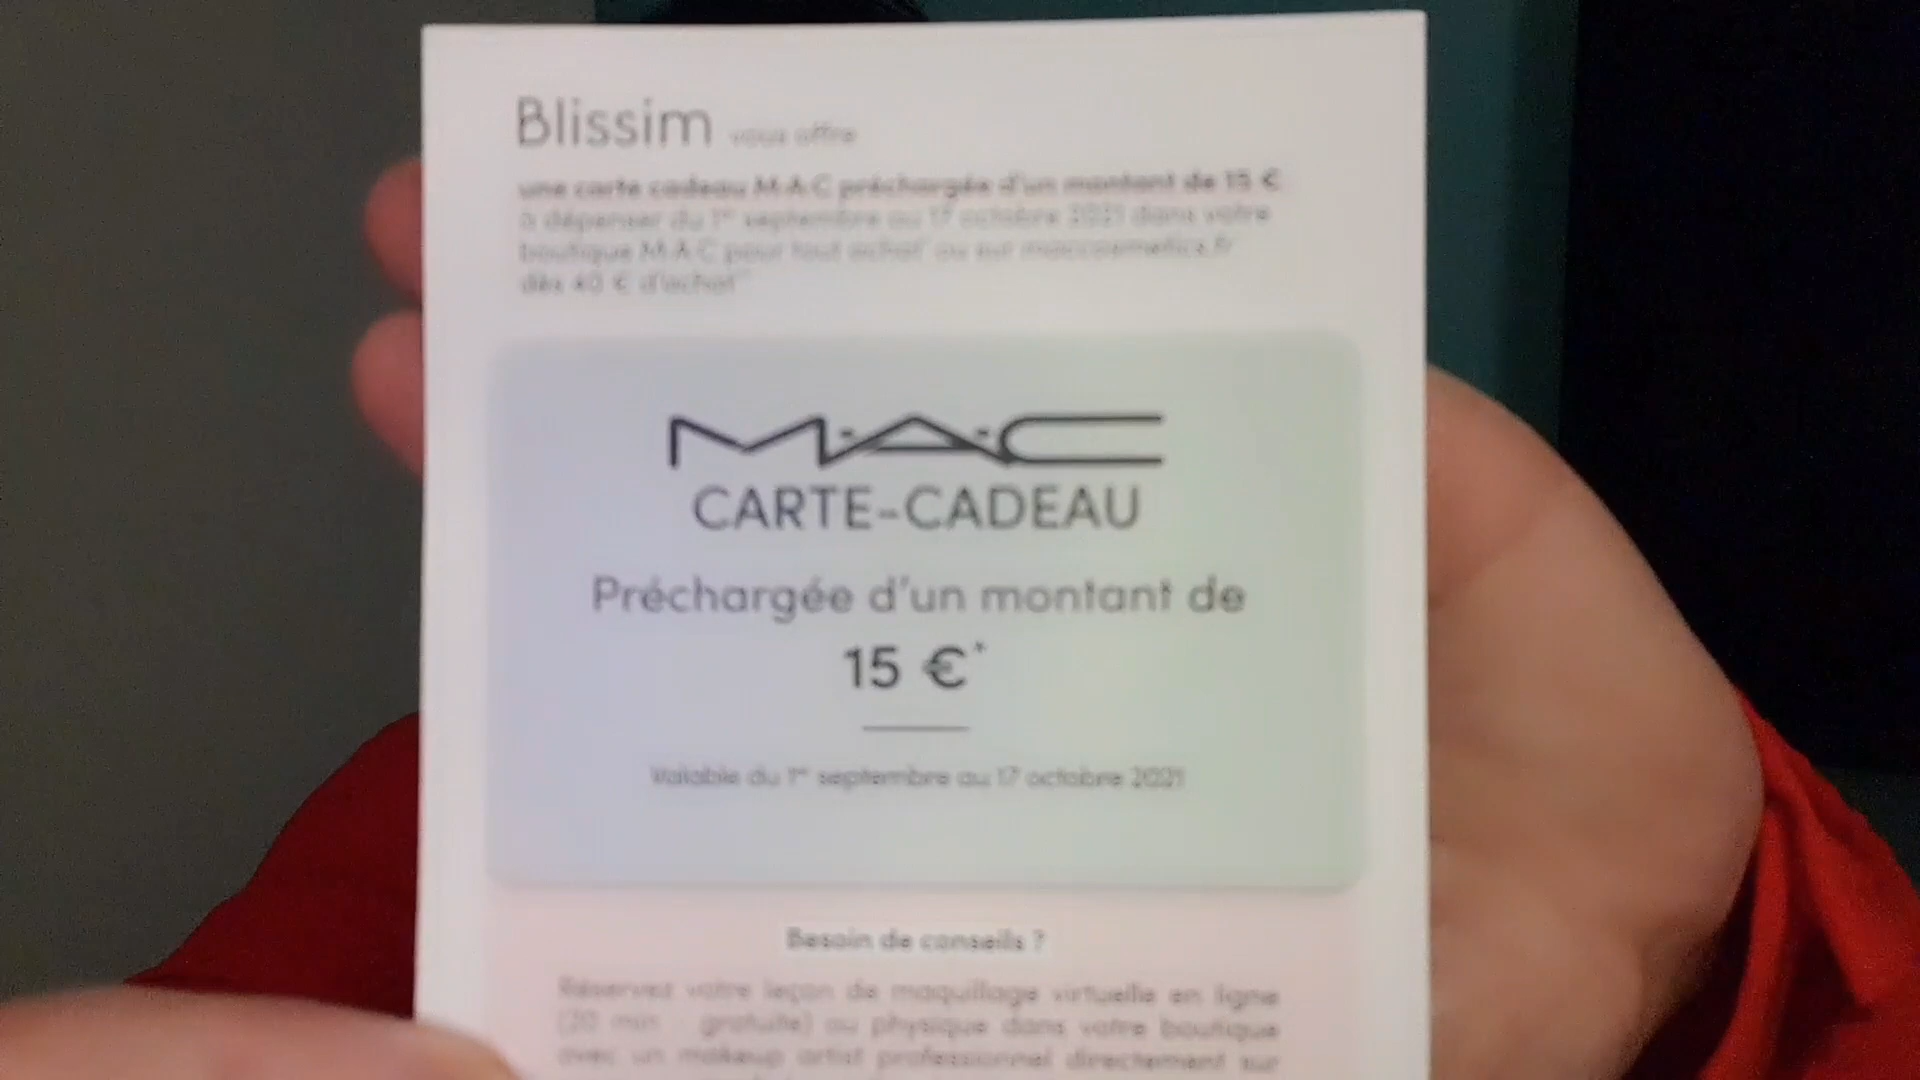 Blissim vous offre
une carte cadeau M·A·C préchargée d'un montant de 15 €
à dépenser du 1er septembre au 17 octobre 2021 dans votre
boutique M·A·C pour tout achat* ou sur maccosmetics.fr
dès 40 € d'achat**
M·A·C
CARTE-CADEAU
Préchargée d'un montant de
15 €*
Valable du 1er septembre au 17 octobre 2021
Besoin de conseils ?
Réservez votre leçon de maquillage virtuelle en ligne
(20 min gratuite) ou physique dans votre boutique
avec un makeup artist professionnel directement sur